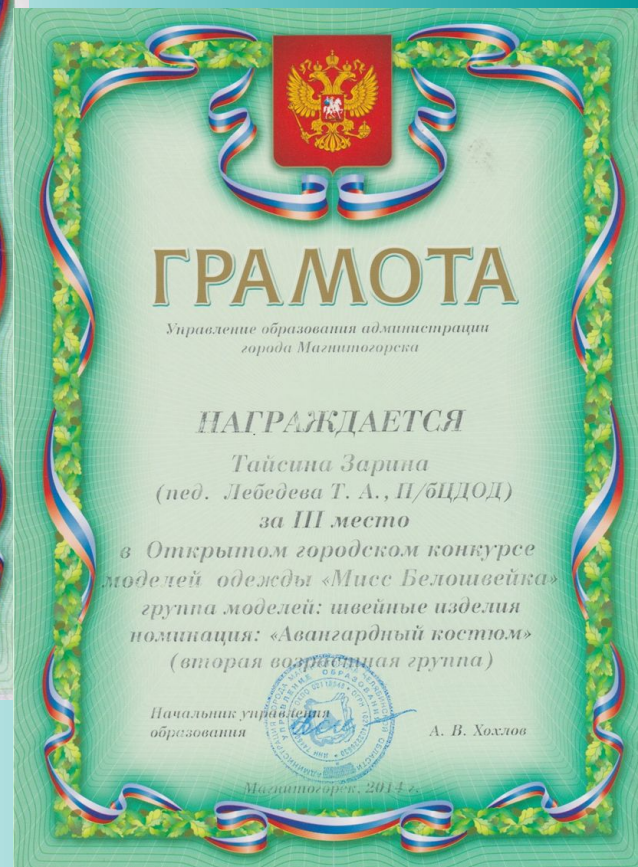 ГРАМОТА
Управление образования администрации
города Магнитогорска
НАГРАЖДАЕТСЯ
Тайсина Зарина
(пед. Лебедева Т. А., П/бЦДОД)
за III место
в Открытом городском конкурсе
моделей одежды «Мисс Белошвейка»
группа моделей: швейные изделия
номинация: «Авангардный костюм»
(вторая возрастная группа)
Начальник управления
образования
А. В. Хохлов
Магнитогорск, 2014 г.